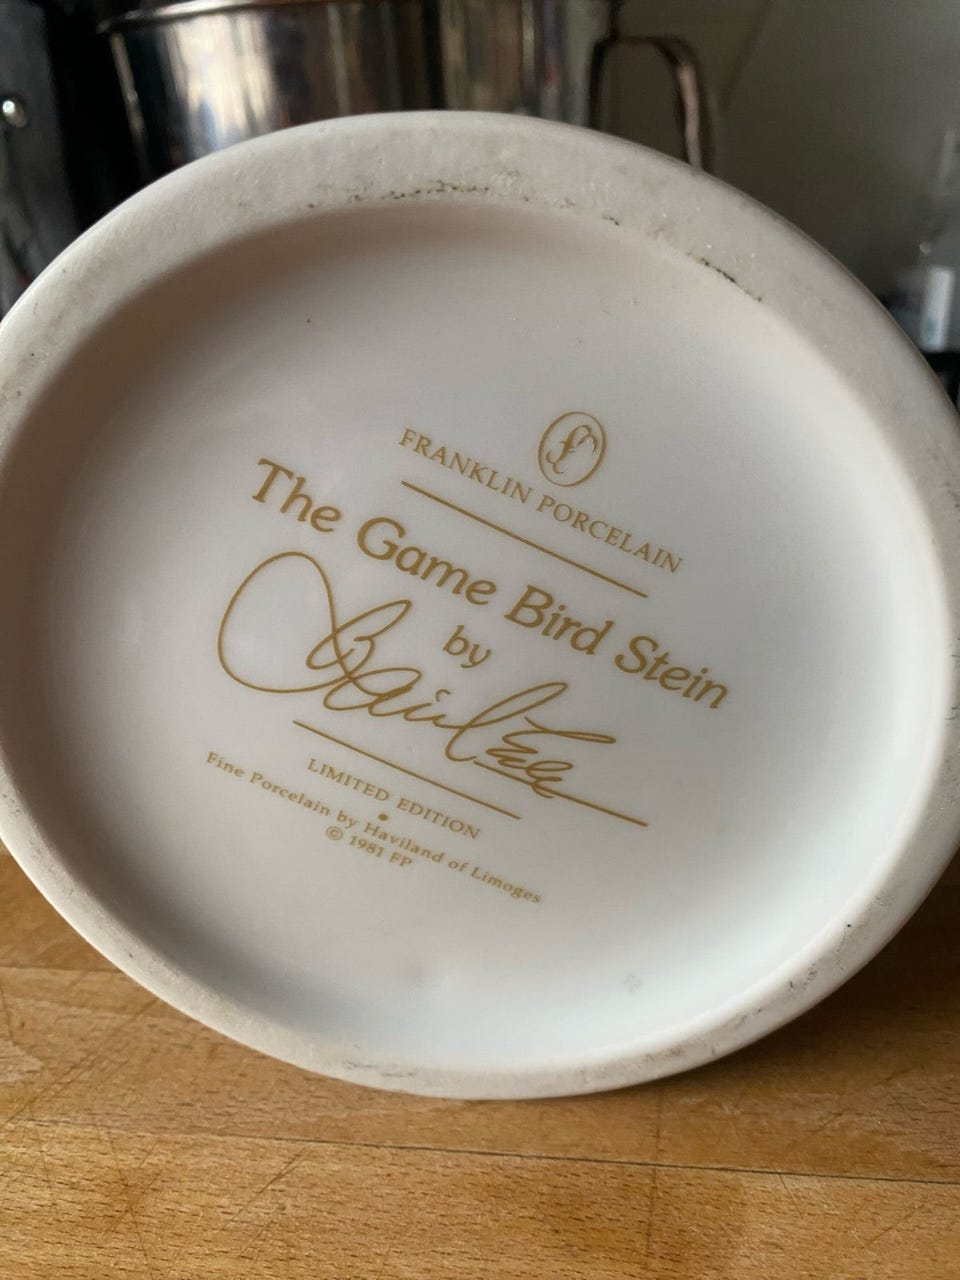 FRANKLIN PORCELAIN
The Game Bird Stein
by
LIMITED EDITION
Fine Porcelain by Haviland of Limoges
© 1981 FP